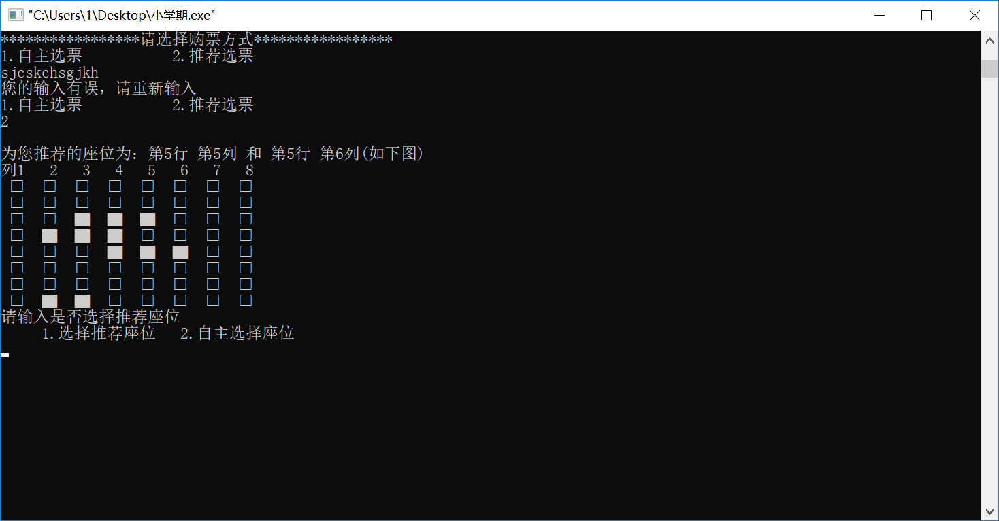 "C:\Users\1\Desktop\小学期.exe"
*****************请选择购票方式*****************
1.自主选票           2.推荐选票
sjcskchsgjkh
您的输入有误，请重新输入
1.自主选票           2.推荐选票
2
为您推荐的座位为：第5行 第5列 和 第5行 第6列(如下图)
列1   2   3   4   5   6   7   8
□  □  □  □  □  □  □  □
□  □  □  □  □  □  □  □
□  □  ■  ■  ■  □  □  □
□  ■  ■  ■  □  □  □  □
□  □  □  ■  ■  ■  □  □
□  □  □  □  □  □  □  □
□  □  □  □  □  □  □  □
□  ■  ■  □  □  □  □  □
请输入是否选择推荐座位
1.选择推荐座位   2.自主选择座位